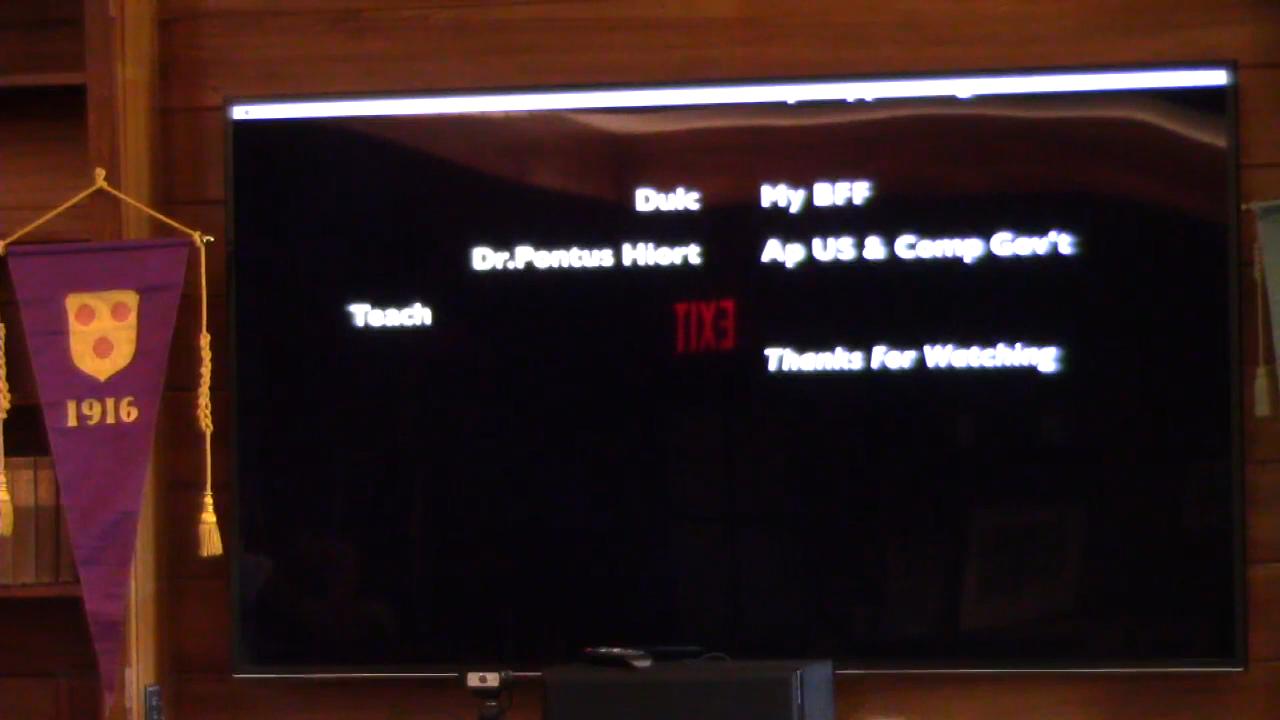 Dulc My BFF
Dr.Pontus Hiort Ap US & Comp Gov't
Teach
EXIT
Thanks For Watching
1916